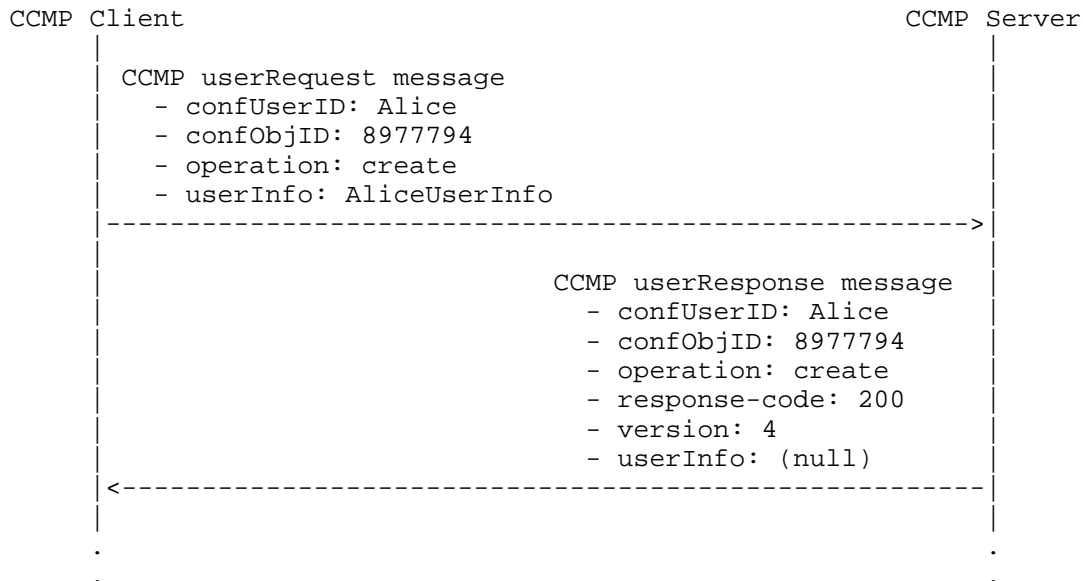 CCMP Client CCMP Server
CCMP userRequest message
- confUserID: Alice
- confObjID: 8977794
- operation: create
- userInfo: AliceUserInfo
CCMP userResponse message
- confUserID: Alice
- confObjID: 8977794
- operation: create
- response-code: 200
- version: 4
- userInfo: (null)